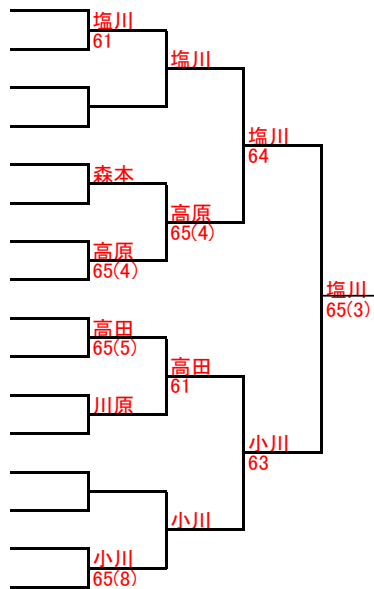 塩川
61
塩川
塩川
64
森本
高原
65(4)
高原
65(4)
塩川
65(3)
高田
65(5)
高田
61
川原
小川
63
小川
小川
65(8)